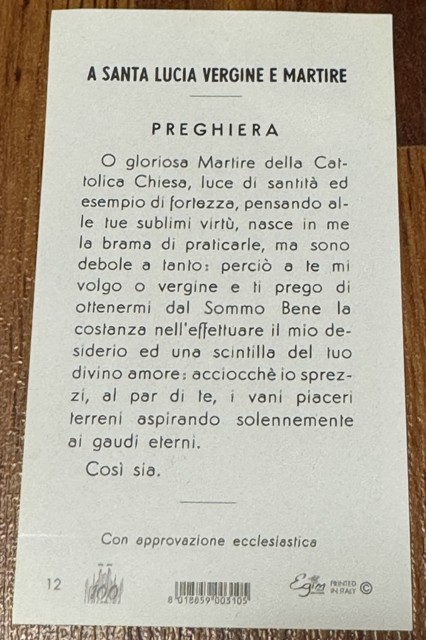 A SANTA LUCIA VERGINE E MARTIRE
PREGHIERA
O gloriosa Martire della Cat-
tolica Chiesa, luce di santità ed
esempio di fortezza, pensando al-
le tue sublimi virtù, nasce in me
la brama di praticarle, ma sono
debole a tanto: perciò a te mi
volgo o vergine e ti prego di
ottenermi dal Sommo Bene la
costanza nell'effettuare il mio de-
siderio ed una scintilla del tuo
divino amore: acciocchè io sprez-
zi, al par di te, i vani piaceri
terreni aspirando solennemente
ai gaudi eterni.
Così sia.
Con approvazione ecclesiastica
12
100
8 018859 003105
Egim
PRINTED
IN ITALY
©